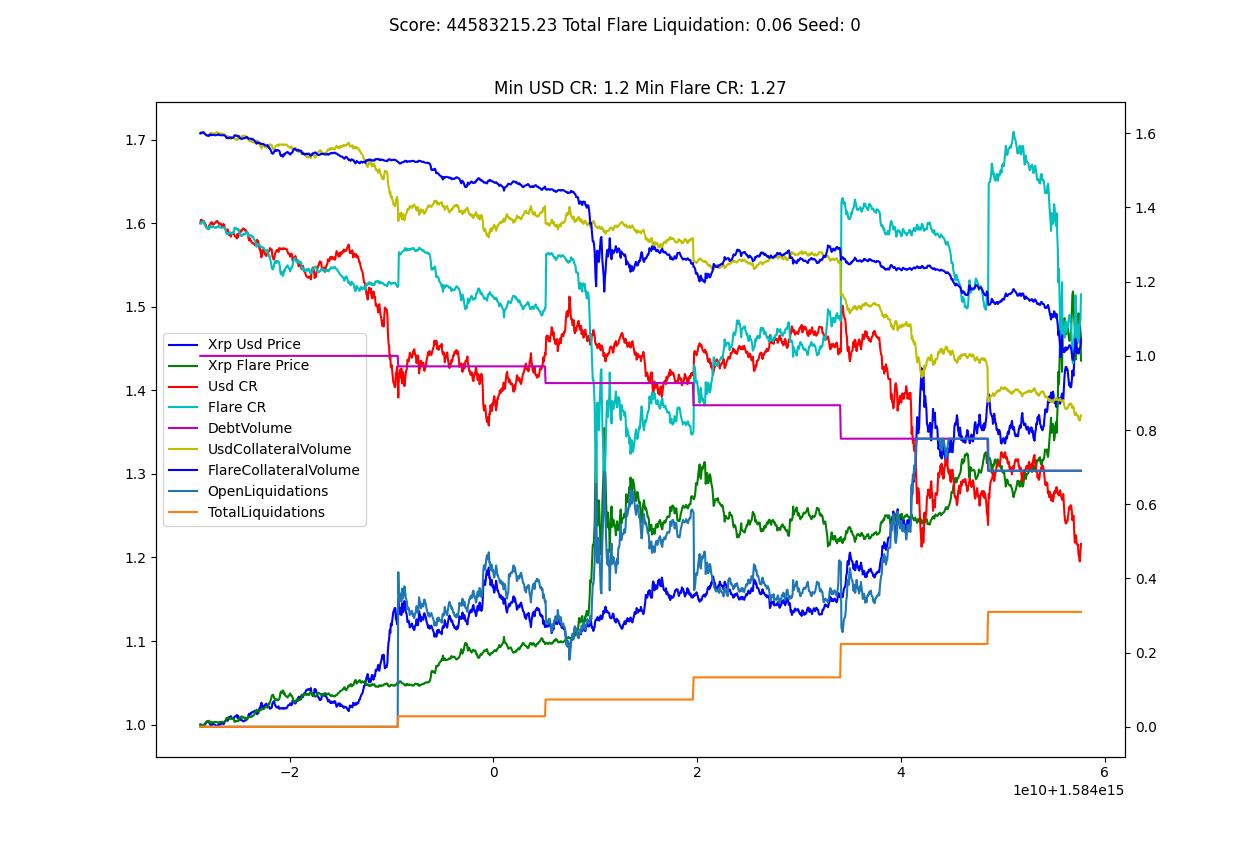 Score: 44583215.23 Total Flare Liquidation: 0.06 Seed: 0
Min USD CR: 1.2 Min Flare CR: 1.27
1.7
1.6
1.5
1.4
1.3
1.2
1.1
1.0
1.6
1.4
1.2
1.0
0.8
0.6
0.4
0.2
0.0
Xrp Usd Price
Xrp Flare Price
Usd CR
Flare CR
DebtVolume
UsdCollateralVolume
FlareCollateralVolume
OpenLiquidations
TotalLiquidations
−2
0
2
4
6
1e10+1.584e15